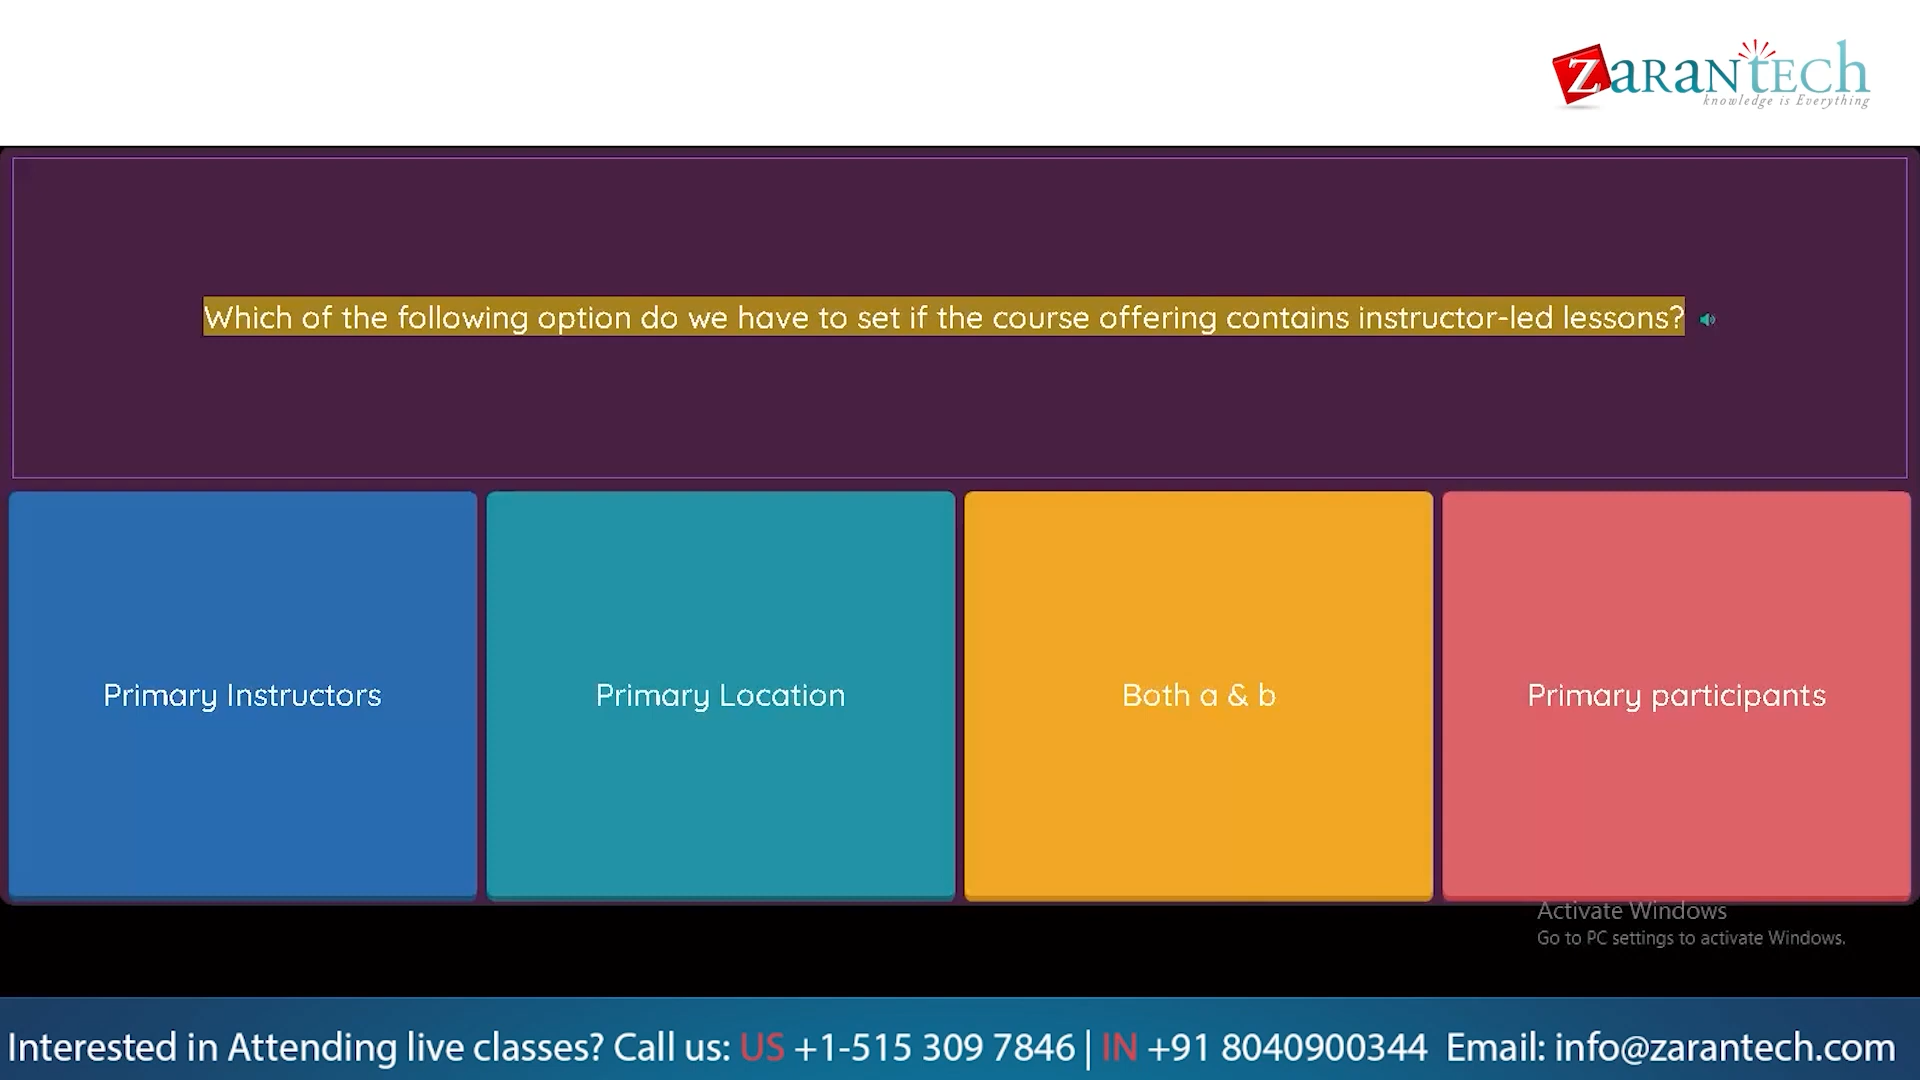 ZaranTech
knowledge is Everything
Which of the following option do we have to set if the course offering contains instructor-led lessons?
Primary Instructors
Primary Location
Both a & b
Primary participants
Activate Windows
Go to PC settings to activate Windows.
Interested in Attending live classes? Call us: US +1-515 309 7846 | IN +91 8040900344 Email: info@zarantech.com